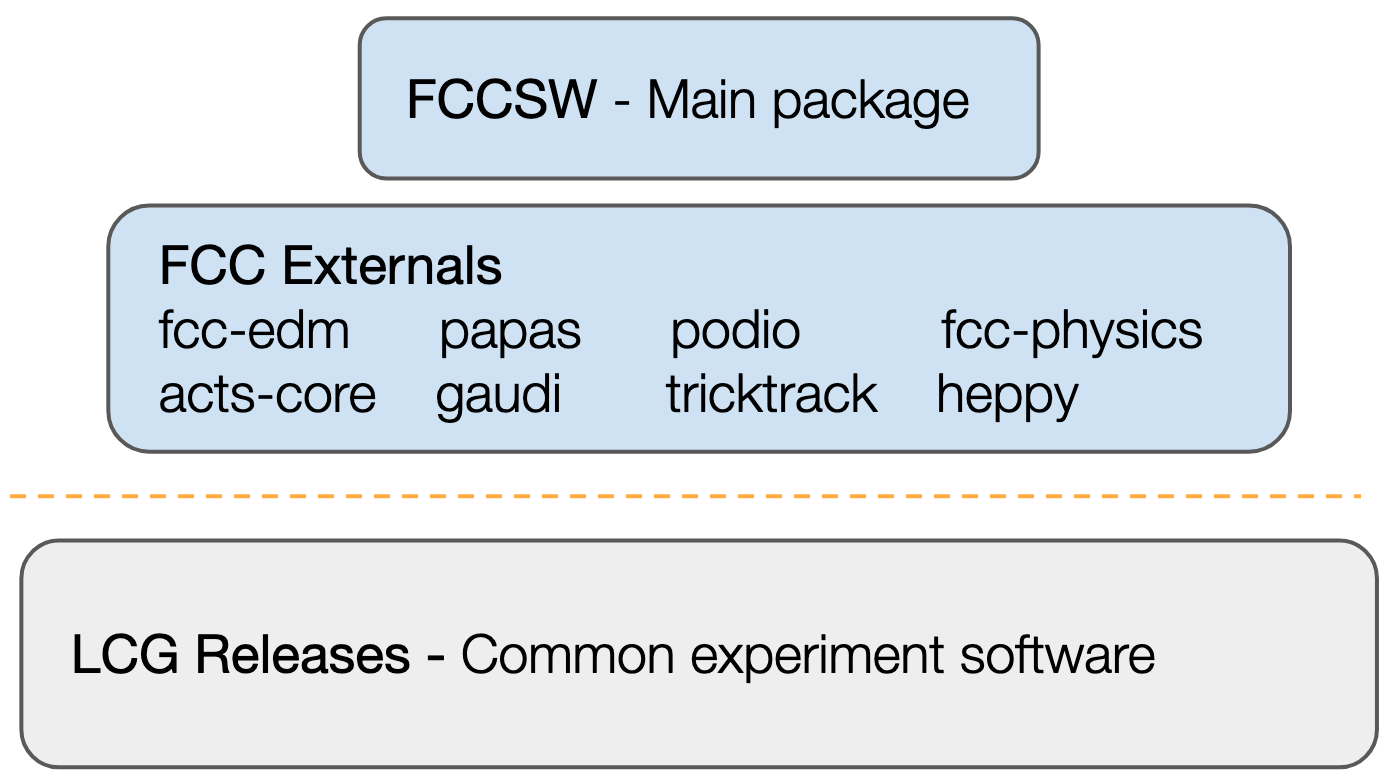 FCCSW - Main package
FCC Externals
fcc-edm papas podio fcc-physics
acts-core gaudi tricktrack heppy
LCG Releases - Common experiment software